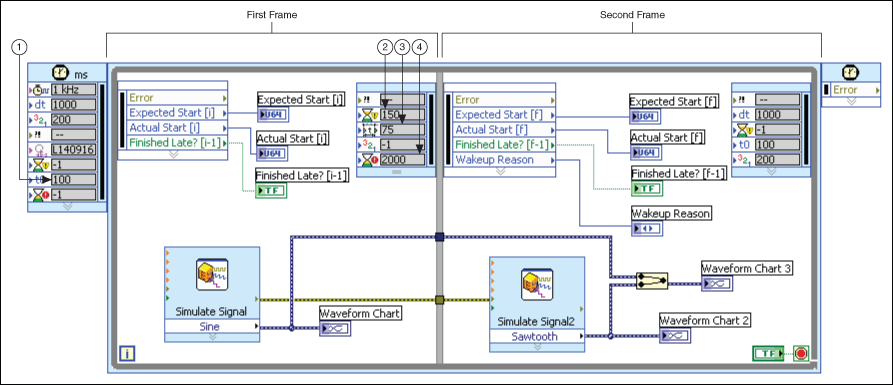 First Frame
Second Frame
1
2
3
4
ms
1 kHz
dt 1000
321 200
?! --
L140916
-1
t0 100
-1
Error
Expected Start [i]
Actual Start [i]
Finished Late? [i-1]
Expected Start [i]
U64
Actual Start [i]
U64
Finished Late? [i-1]
TF
?! --
150
75
321 -1
2000
Error
Expected Start [f]
Actual Start [f]
Finished Late? [f-1]
Wakeup Reason
Expected Start [f]
U64
Actual Start [f]
U64
Finished Late? [f-1]
TF
Wakeup Reason
?! --
dt 1000
-1
t0 100
321 200
Error
Simulate Signal
Sine
Waveform Chart
Simulate Signal2
Sawtooth
Waveform Chart 3
Waveform Chart 2
i
TF